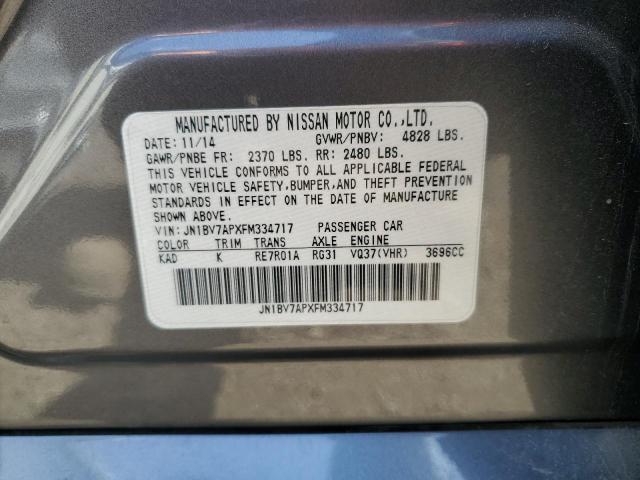 MANUFACTURED BY NISSAN MOTOR CO.,LTD.
DATE: 11/14 GVWR/PNBV: 4828 LBS.
GAWR/PNBE FR: 2370 LBS. RR: 2480 LBS.
THIS VEHICLE CONFORMS TO ALL APPLICABLE FEDERAL
MOTOR VEHICLE SAFETY,BUMPER,AND THEFT PREVENTION
STANDARDS IN EFFECT ON THE DATE OF MANUFACTURE
SHOWN ABOVE.
VIN: JN1BV7APXFM334717 PASSENGER CAR
COLOR TRIM TRANS AXLE ENGINE
KAD K RE7R01A RG31 VQ37(VHR) 3696CC
JN1BV7APXFM334717